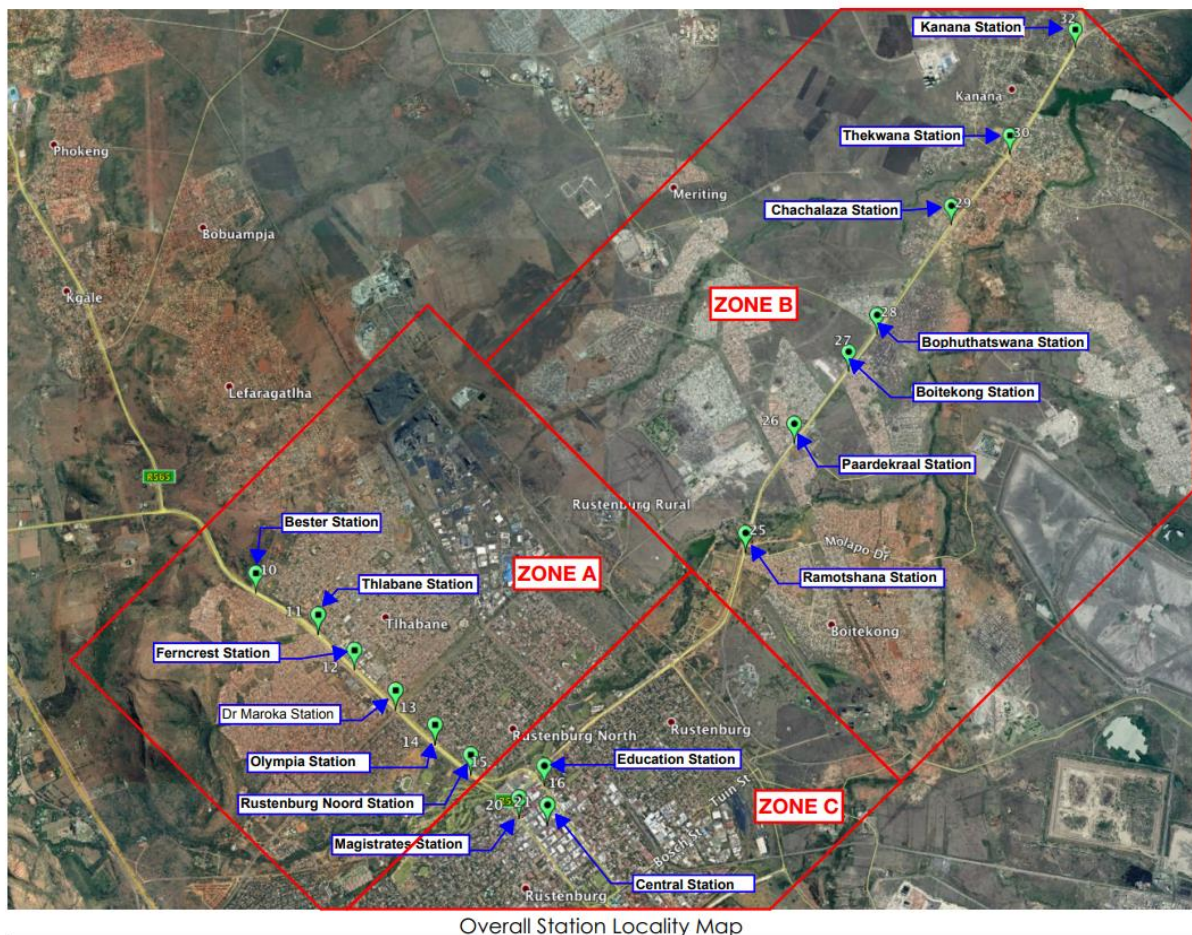 32
Kanana Station
Kanana
Thekwana Station
30
Phokeng
Meriting
Chachalaza Station
29
Bobuampja
Kgale
ZONE B
28
Bophuthatswana Station
27
Boitekong Station
Lefaragatlha
26
Paardekraal Station
R565
Rustenburg Rural
Bester Station
25
Molapo Dr
10
ZONE A
Ramotshana Station
Thlabane Station
11
Tlhabane
Boitekong
Ferncrest Station
12
Dr Maroka Station
13
Rustenburg
14
Rustenburg North
Olympia Station
15
Education Station
16
Rustenburg Noord Station
20
21
Tuin St
ZONE C
Magistrates Station
Bosch St
Central Station
Rustenburg
Overall Station Locality Map